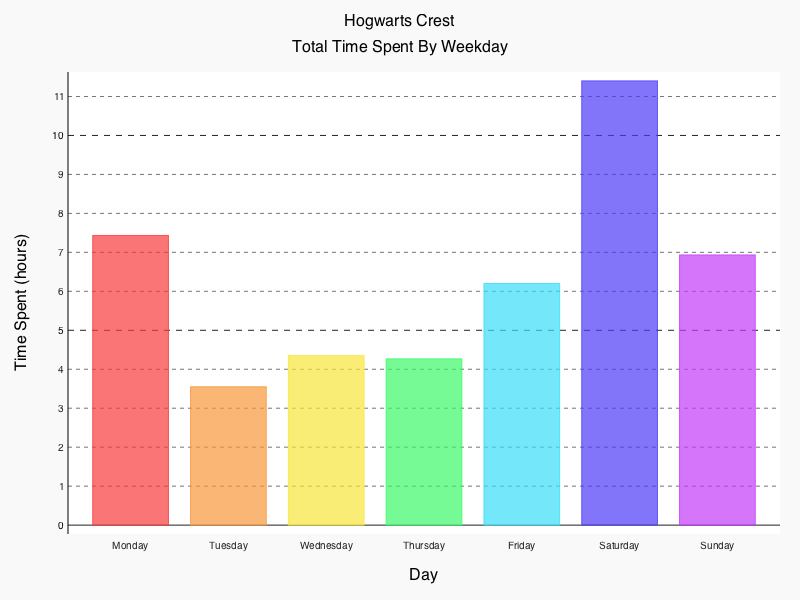 Hogwarts Crest
Total Time Spent By Weekday
Time Spent (hours)
11
10
9
8
7
6
5
4
3
2
1
0
Monday Tuesday Wednesday Thursday Friday Saturday Sunday
Day